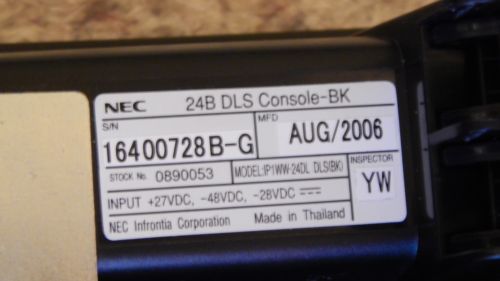 NEC 24B DLS Console-BK
S/N 16400728B-G MFD AUG/2006
STOCK No. 0890053 MODEL:IP1WW-24DL DLS(BK) INSPECTOR YW
INPUT +27VDC, -48VDC, -28VDC ⎓
NEC Infrontia Corporation Made in Thailand